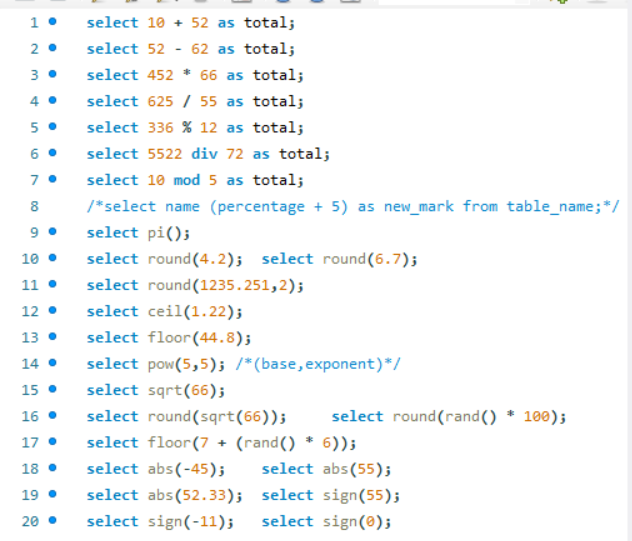 1 select 10 + 52 as total;
2 select 52 - 62 as total;
3 select 452 * 66 as total;
4 select 625 / 55 as total;
5 select 336 % 12 as total;
6 select 5522 div 72 as total;
7 select 10 mod 5 as total;
8 /*select name (percentage + 5) as new_mark from table_name;*/
9 select pi();
10 select round(4.2); select round(6.7);
11 select round(1235.251,2);
12 select ceil(1.22);
13 select floor(44.8);
14 select pow(5,5); /*(base,exponent)*/
15 select sqrt(66);
16 select round(sqrt(66)); select round(rand() * 100);
17 select floor(7 + (rand() * 6));
18 select abs(-45); select abs(55);
19 select abs(52.33); select sign(55);
20 select sign(-11); select sign(0);